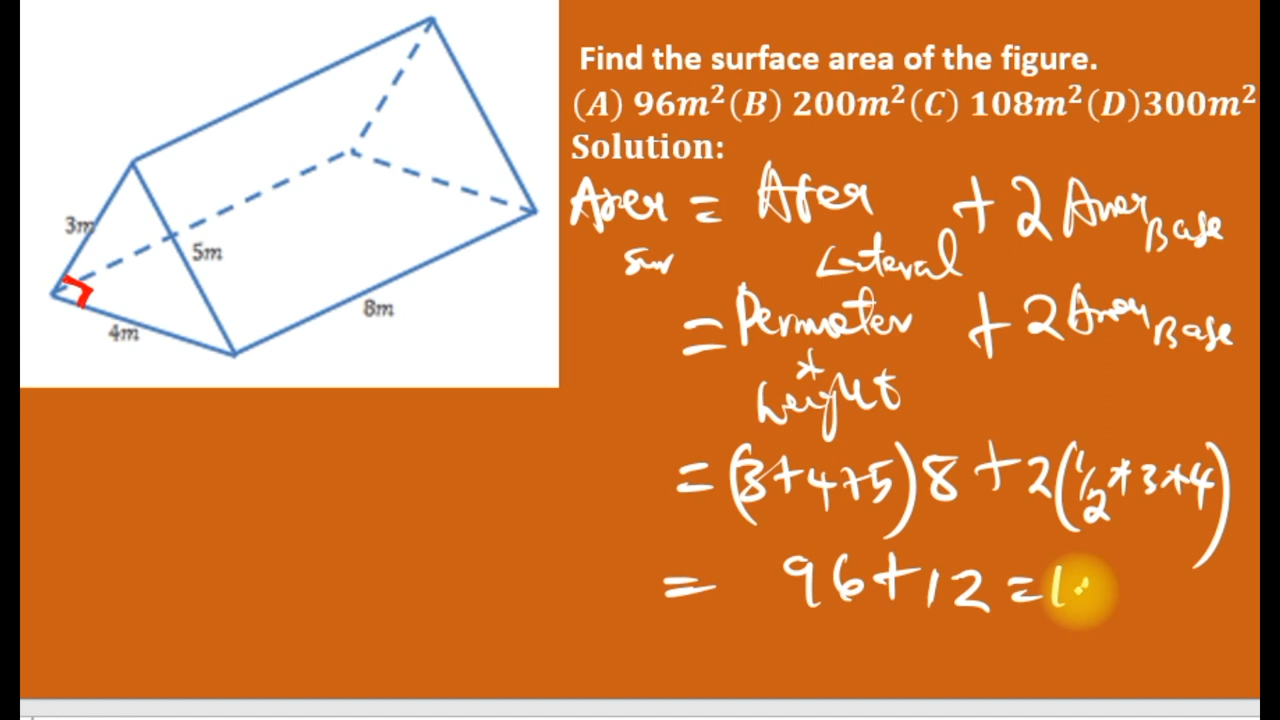 3m
5m
4m
8m
Find the surface area of the figure.
(A) 96m²(B) 200m²(C) 108m²(D)300m²
Solution:
Area sur = Area Lateral + 2 Area Base
= Perimeter * height + 2 Area Base
= (3+4+5)8 + 2(1/2*3*4)
= 96+12=1